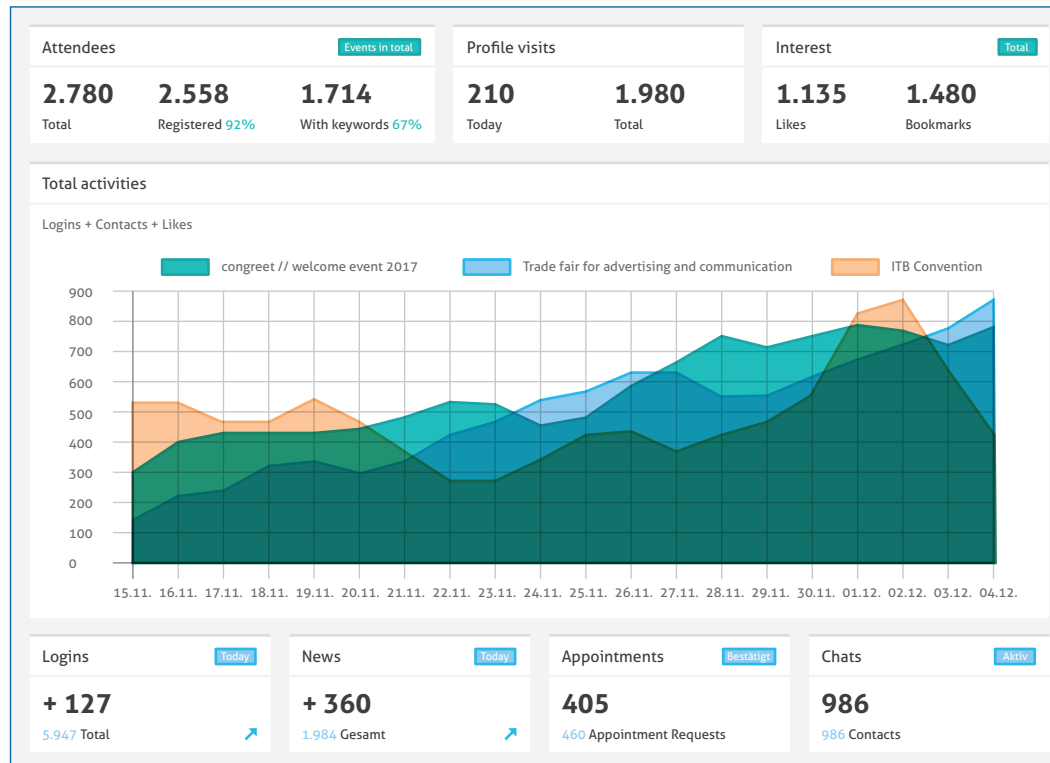 Attendees Events in total
2.780 2.558 1.714
Total Registered 92% With keywords 67%
Profile visits
210 1.980
Today Total
Interest Total
1.135 1.480
Likes Bookmarks
Total activities
Logins + Contacts + Likes
congreet // welcome event 2017 Trade fair for advertising and communication ITB Convention
900
800
700
600
500
400
300
200
100
0
15.11. 16.11. 17.11. 18.11. 19.11. 20.11. 21.11. 22.11. 23.11. 24.11. 25.11. 26.11. 27.11. 28.11. 29.11. 30.11. 01.12. 02.12. 03.12. 04.12.
Logins Today
+ 127
5.947 Total
News Today
+ 360
1.984 Gesamt
Appointments Bestätigt
405
460 Appointment Requests
Chats Aktiv
986
986 Contacts